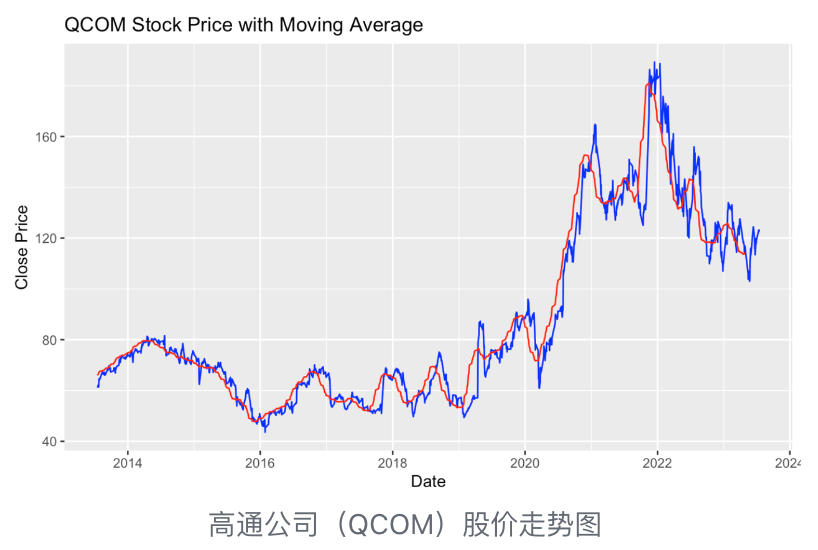 QCOM Stock Price with Moving Average
160
120
80
40
Close Price
2014 2016 2018 2020 2022 2024
Date
高通公司（QCOM）股价走势图